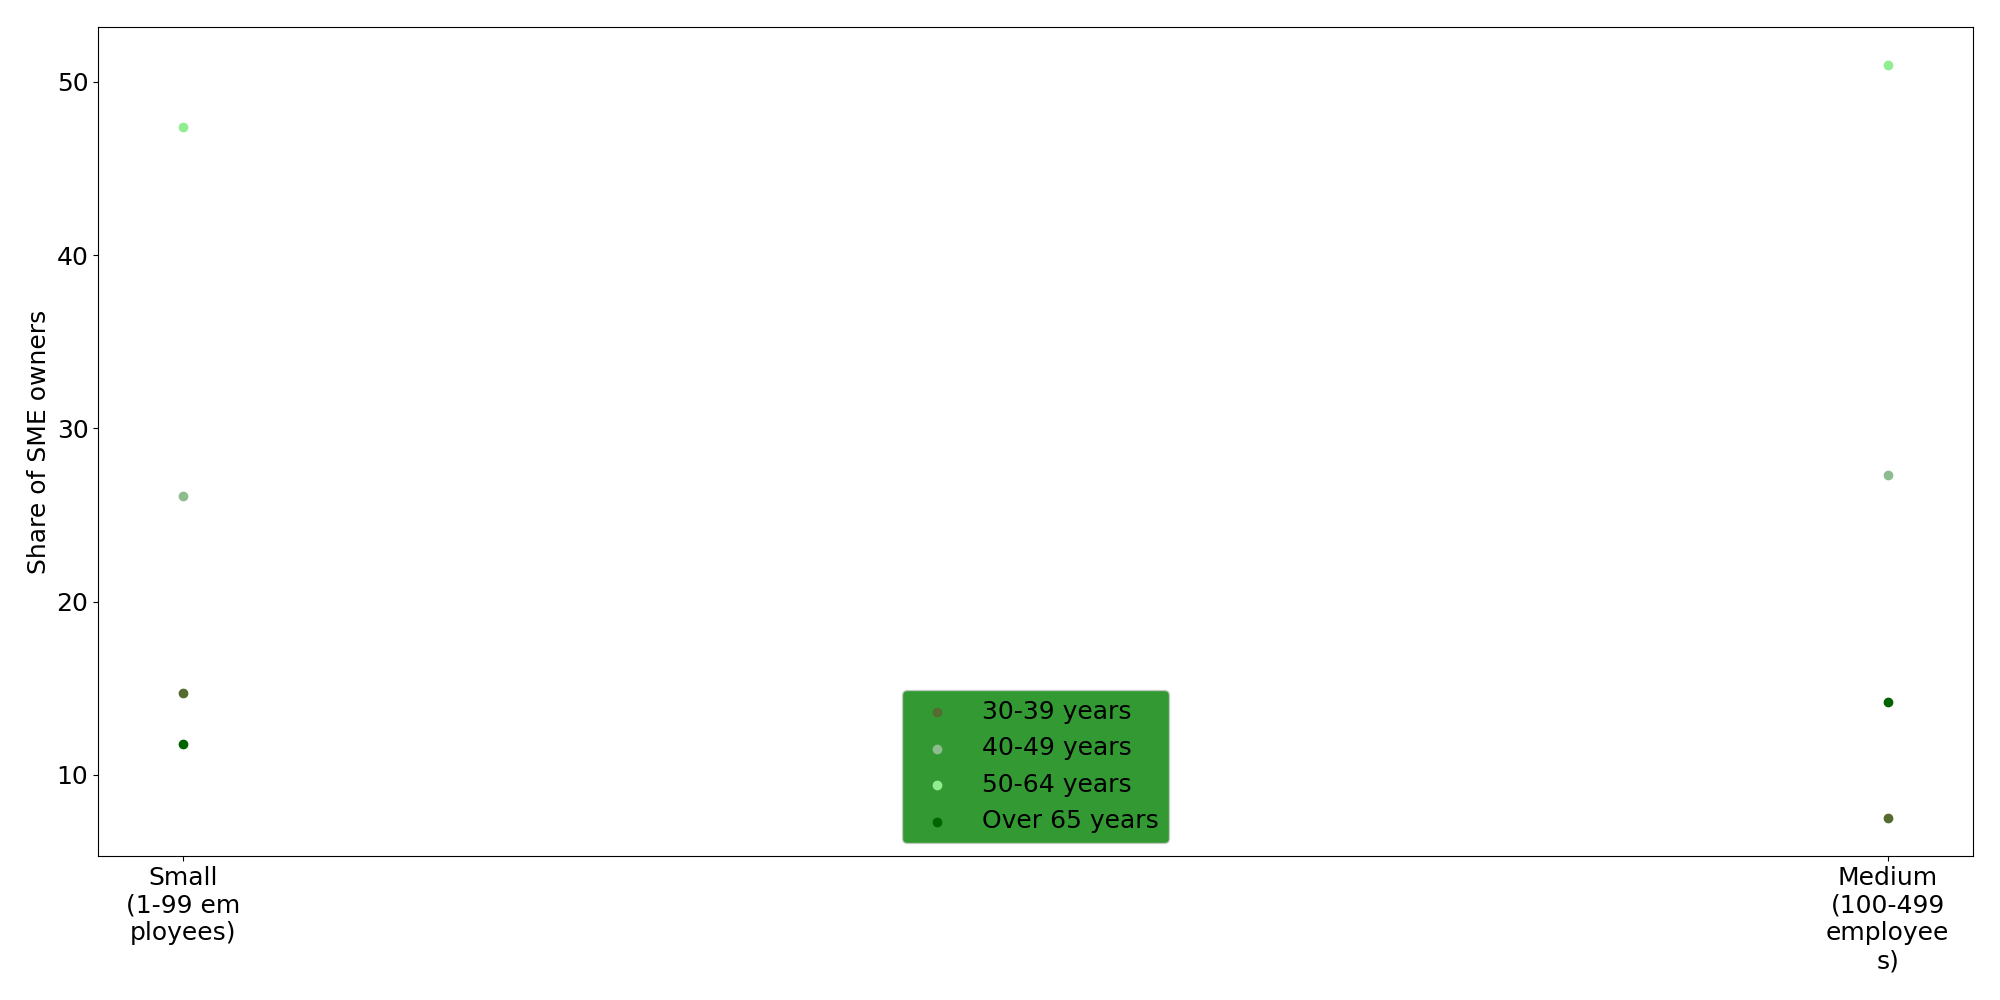 50
40
30
20
10
Share of SME owners
30-39 years
40-49 years
50-64 years
Over 65 years
Small
(1-99 em
ployees)
Medium
(100-499
employee
s)